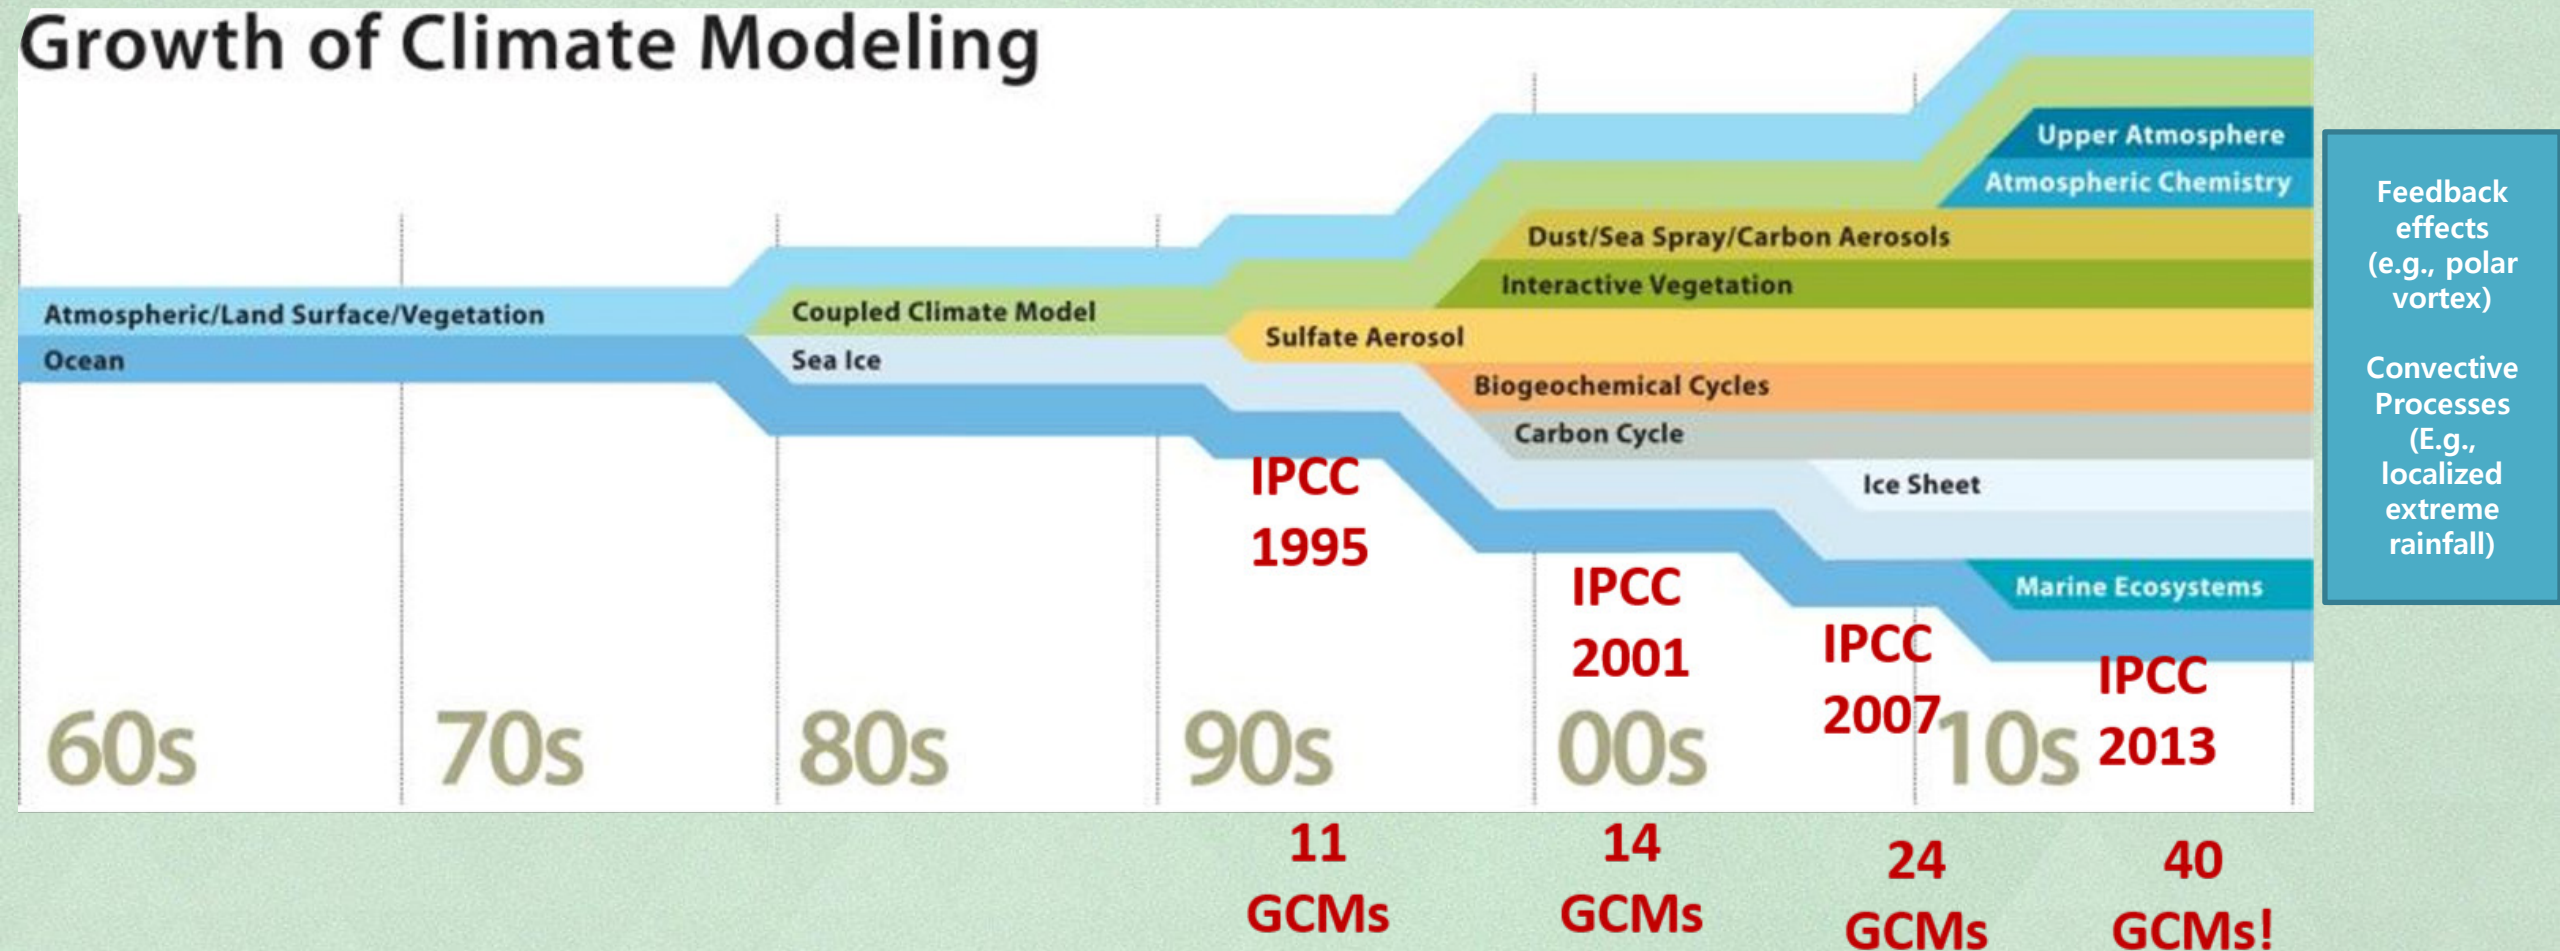 Growth of Climate Modeling
Upper Atmosphere
Atmospheric Chemistry
Dust/Sea Spray/Carbon Aerosols
Interactive Vegetation
Atmospheric/Land Surface/Vegetation
Coupled Climate Model
Sulfate Aerosol
Ocean
Sea Ice
Biogeochemical Cycles
Carbon Cycle
Ice Sheet
Marine Ecosystems
Feedback
effects
(e.g., polar
vortex)
Convective
Processes
(E.g.,
localized
extreme
rainfall)
IPCC
1995
IPCC
2001
IPCC
2007
IPCC
2013
60s
70s
80s
90s
00s
10s
11
GCMs
14
GCMs
24
GCMs
40
GCMs!